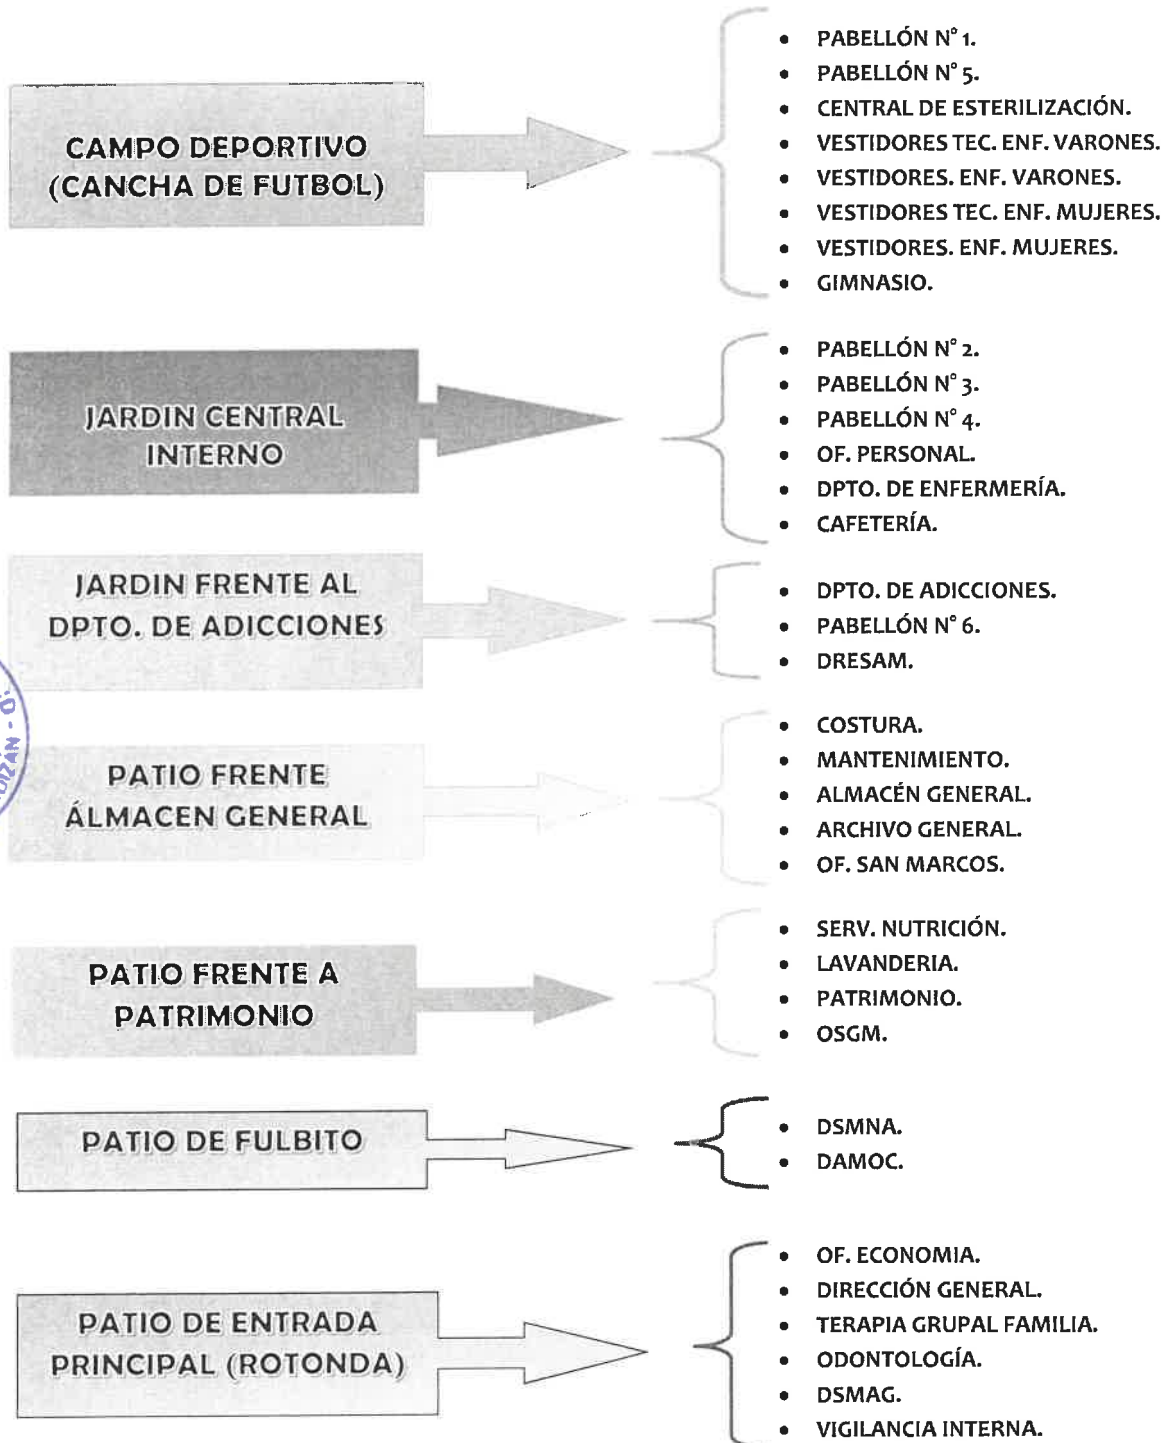 CAMPO DEPORTIVO
(CANCHA DE FUTBOL)
• PABELLÓN N° 1.
• PABELLÓN N° 5.
• CENTRAL DE ESTERILIZACIÓN.
• VESTIDORES TEC. ENF. VARONES.
• VESTIDORES. ENF. VARONES.
• VESTIDORES TEC. ENF. MUJERES.
• VESTIDORES. ENF. MUJERES.
• GIMNASIO.
JARDIN CENTRAL
INTERNO
• PABELLÓN N° 2.
• PABELLÓN N° 3.
• PABELLÓN N° 4.
• OF. PERSONAL.
• DPTO. DE ENFERMERÍA.
• CAFETERÍA.
JARDIN FRENTE AL
DPTO. DE ADICCIONES
• DPTO. DE ADICCIONES.
• PABELLÓN N° 6.
• DRESAM.
PATIO FRENTE
ÁLMACEN GENERAL
• COSTURA.
• MANTENIMIENTO.
• ALMACÉN GENERAL.
• ARCHIVO GENERAL.
• OF. SAN MARCOS.
PATIO FRENTE A
PATRIMONIO
• SERV. NUTRICIÓN.
• LAVANDERIA.
• PATRIMONIO.
• OSGM.
PATIO DE FULBITO
• DSMNA.
• DAMOC.
PATIO DE ENTRADA
PRINCIPAL (ROTONDA)
• OF. ECONOMIA.
• DIRECCIÓN GENERAL.
• TERAPIA GRUPAL FAMILIA.
• ODONTOLOGÍA.
• DSMAG.
• VIGILANCIA INTERNA.